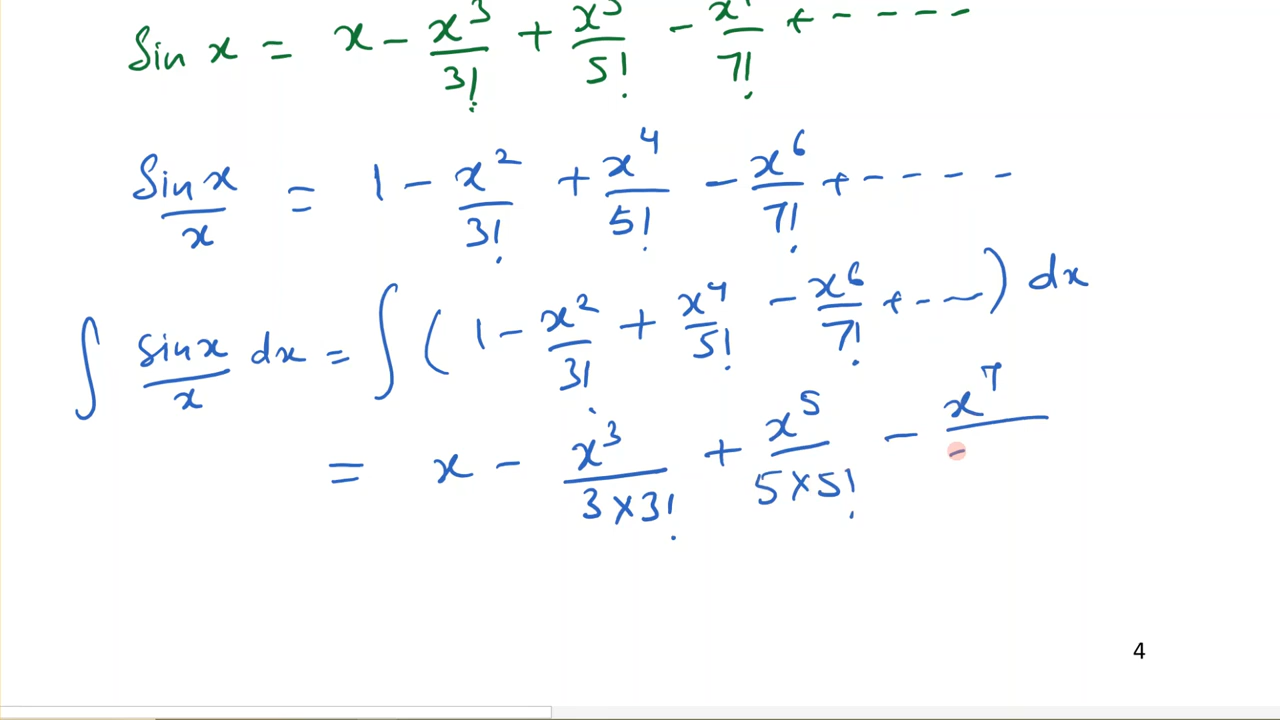 Sin x = x - x³/3! + x⁵/5! - x⁷/7! + - - - -
Sin x/x = 1 - x²/3! + x⁴/5! - x⁶/7! + - - - -
∫ sin x/x dx = ∫ (1 - x²/3! + x⁴/5! - x⁶/7! + - - ~) dx
= x - x³/3×3! + x⁵/5×5! - x⁷/
4